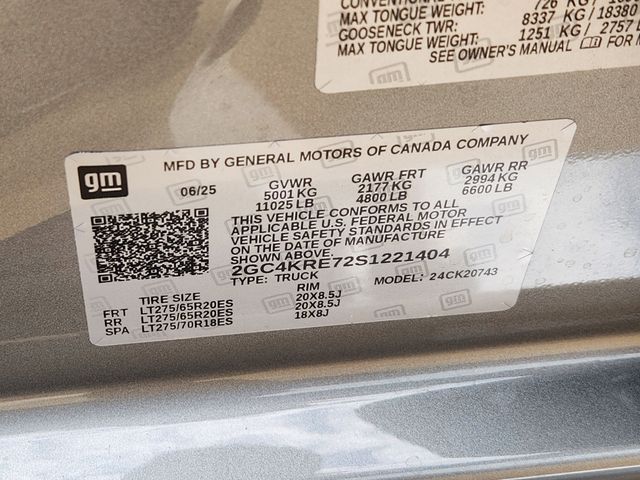 CONVENTIONAL
726 KG /
MAX TONGUE WEIGHT: 8337 KG / 18380
GOOSENECK TWR:
MAX TONGUE WEIGHT: 1251 KG / 2757 L
SEE OWNER'S MANUAL FOR M
gm
MFD BY GENERAL MOTORS OF CANADA COMPANY
06/25 GVWR GAWR FRT GAWR RR
5001 KG 2177 KG 2994 KG
11025 LB 4800 LB 6600 LB
THIS VEHICLE CONFORMS TO ALL
APPLICABLE U.S. FEDERAL MOTOR
VEHICLE SAFETY STANDARDS IN EFFECT
ON THE DATE OF MANUFACTURE
SHOWN ABOVE.
2GC4KRE72S1221404
TYPE: TRUCK MODEL: 24CK20743
TIRE SIZE RIM
FRT LT275/65R20ES 20X8.5J
RR LT275/65R20ES 20X8.5J
SPA LT275/70R18ES 18X8J